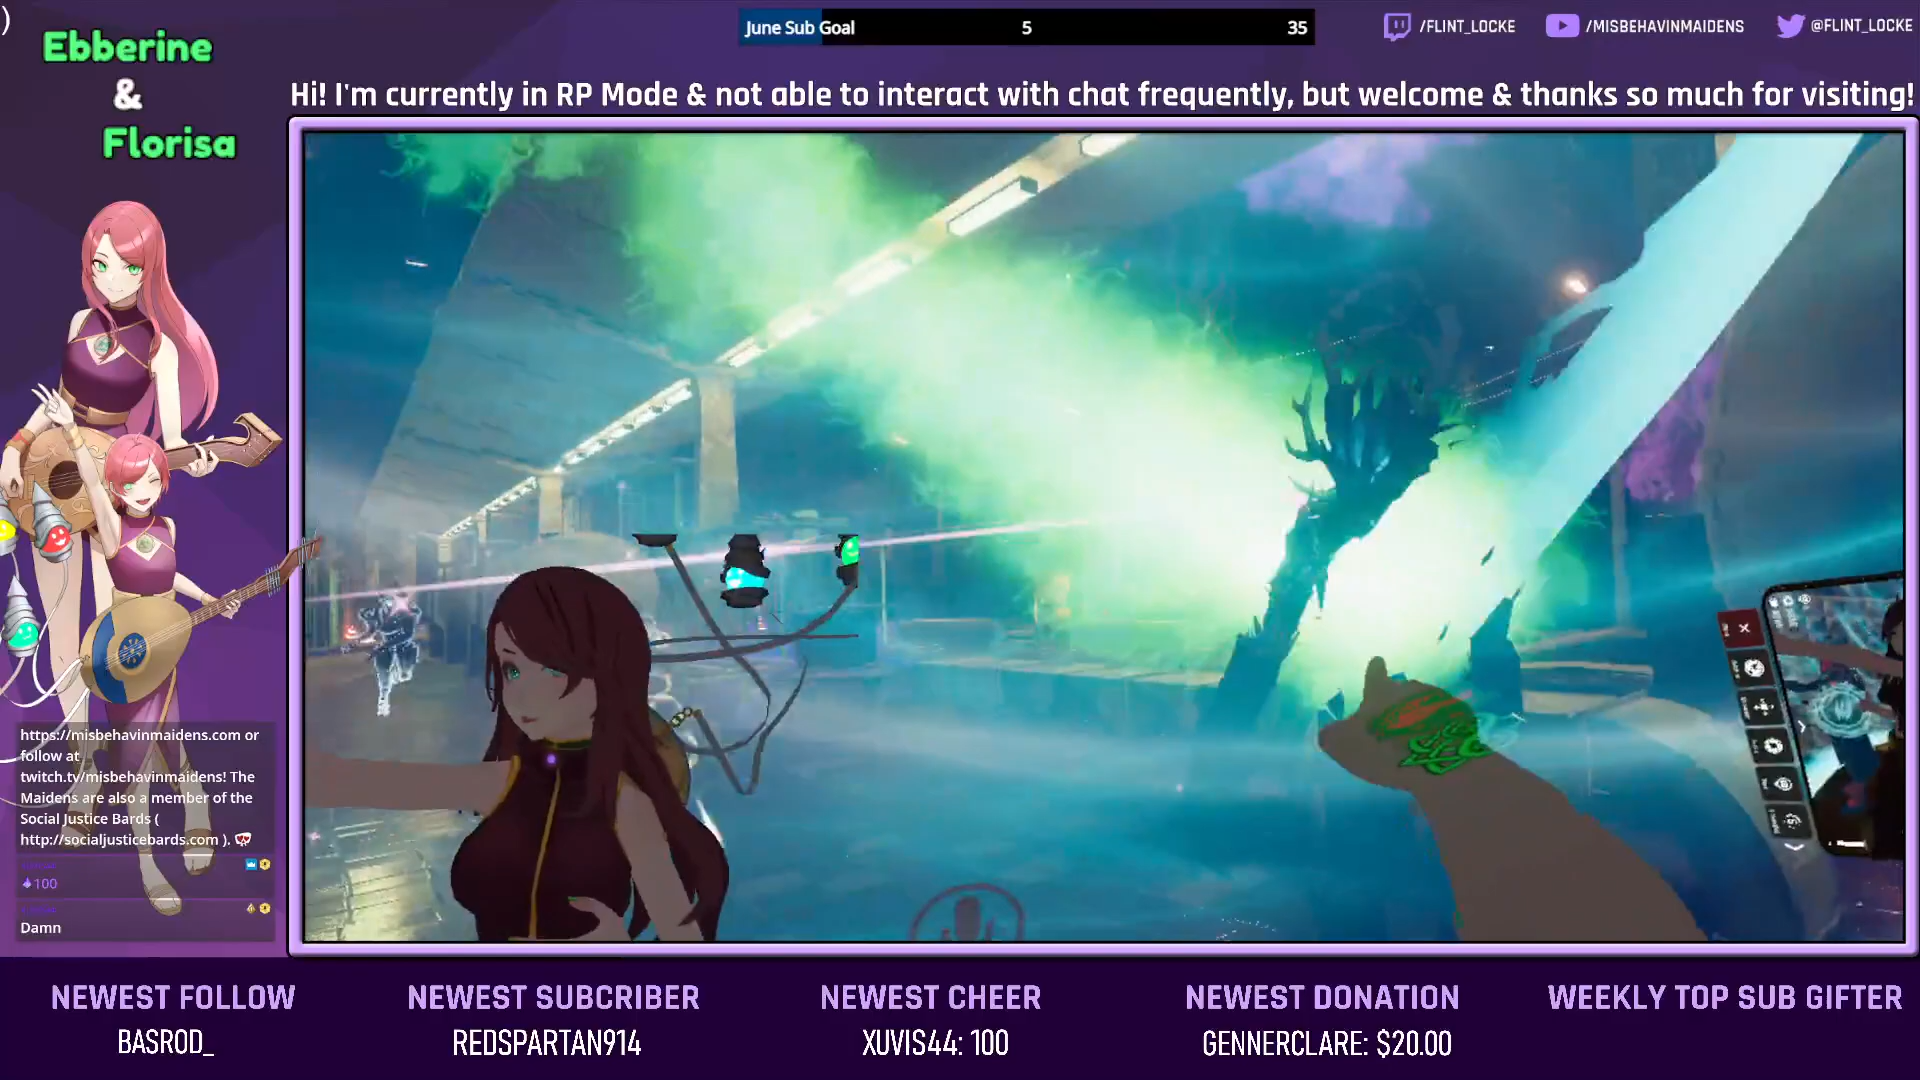 )
Ebberine
&
Florisa
June Sub Goal
5
35
/FLINT_LOCKE
/MISBEHAVINMAIDENS
@FLINT_LOCKE
Hi! I'm currently in RP Mode & not able to interact with chat frequently, but welcome & thanks so much for visiting!
https://misbehavinmaidens.com or
follow at
twitch.tv/misbehavinmaidens! The
Maidens are also a member of the
Social Justice Bards (
http://socialjusticebards.com ).
100
Damn
NEWEST FOLLOW
BASROD_
NEWEST SUBCRIBER
REDSPARTAN914
NEWEST CHEER
XUVIS44: 100
NEWEST DONATION
GENNERCLARE: $20.00
WEEKLY TOP SUB GIFTER